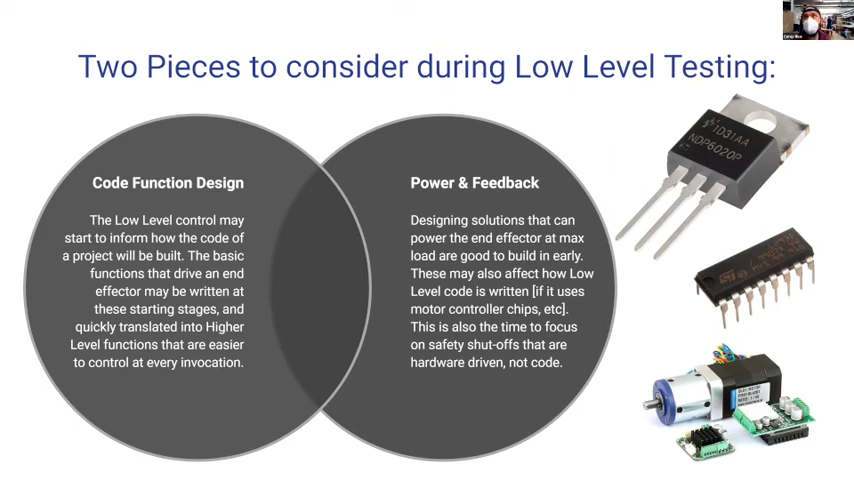 Two Pieces to consider during Low Level Testing:
Code Function Design
The Low Level control may
start to inform how the code of
a project will be built. The basic
functions that drive an end
effector may be written at
these starting stages, and
quickly translated into Higher
Level functions that are easier
to control at every invocation.
Power & Feedback
Designing solutions that can
power the end effector at max
load are good to build in early.
These may also affect how Low
Level code is written [if it uses
motor controller chips, etc].
This is also the time to focus
on safety shut-offs that are
hardware driven, not code.
1D31AA
NDP6020P